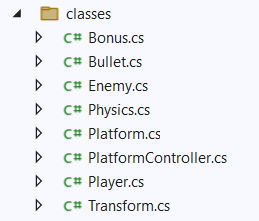 classes
C# Bonus.cs
C# Bullet.cs
C# Enemy.cs
C# Physics.cs
C# Platform.cs
C# PlatformController.cs
C# Player.cs
C# Transform.cs